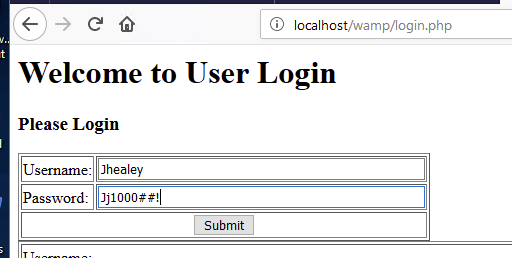 localhost/wamp/login.php
Welcome to User Login
Please Login
Username: Jhealey
Password: Jj1000##!
Submit